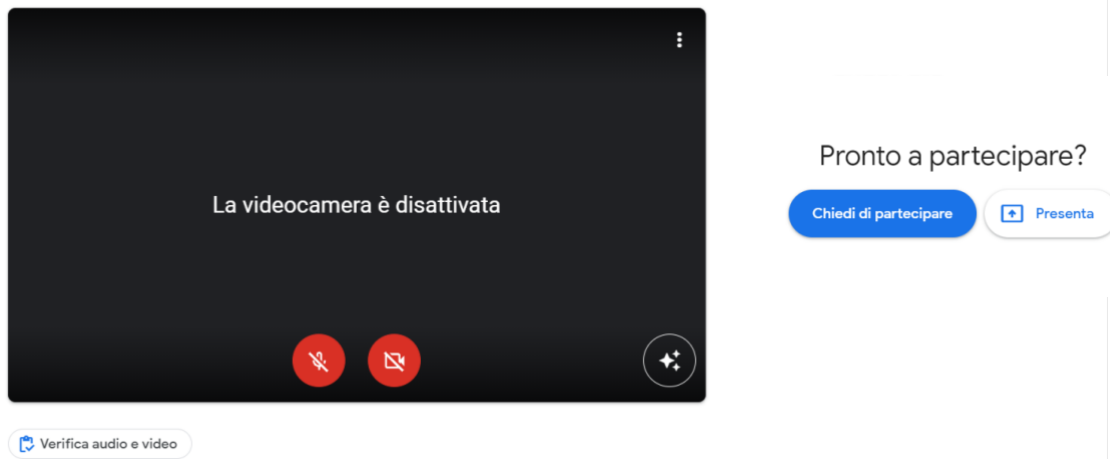 La videocamera è disattivata
Pronto a partecipare?
Chiedi di partecipare
Presenta
Verifica audio e video